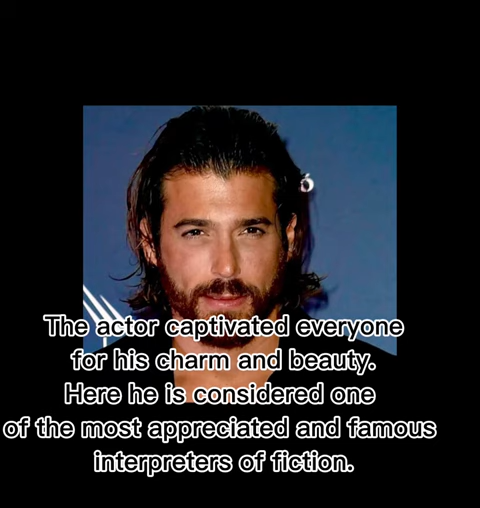 The actor captivated everyone
for his charm and beauty.
Here he is considered one
of the most appreciated and famous
interpreters of fiction.